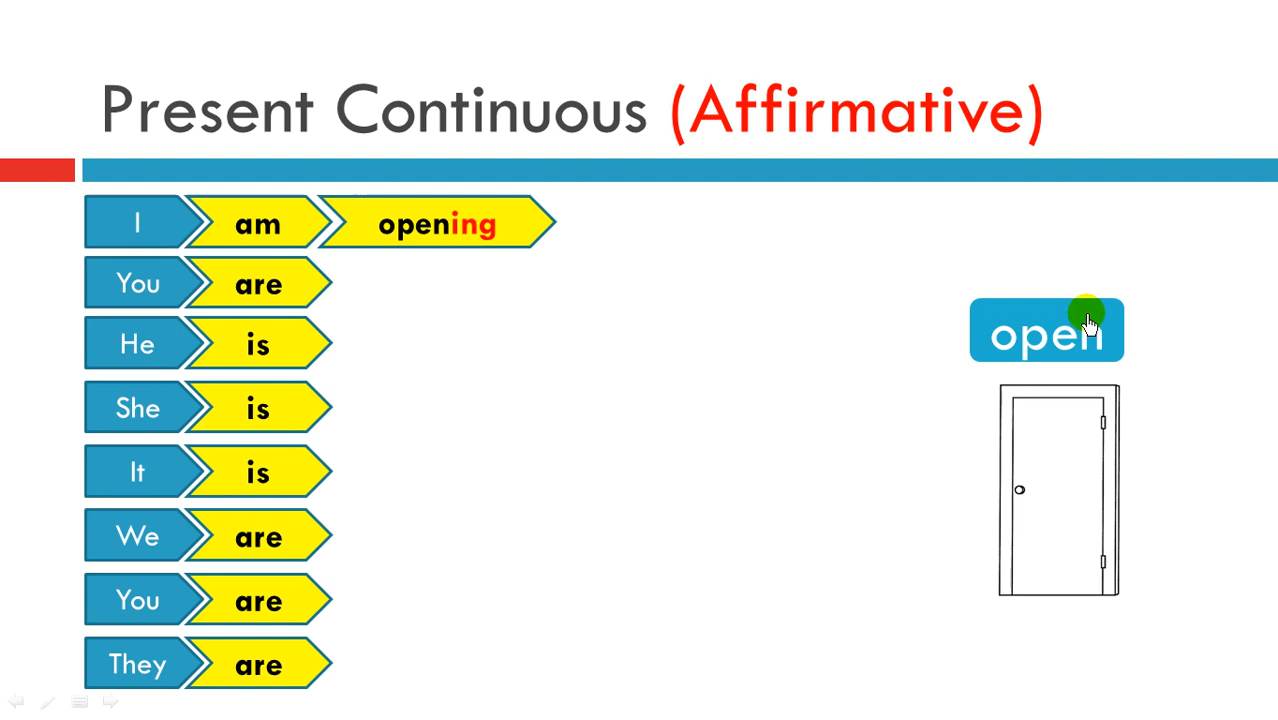 Present Continuous (Affirmative)
I am opening
You are
He is
She is
It is
We are
You are
They are
open